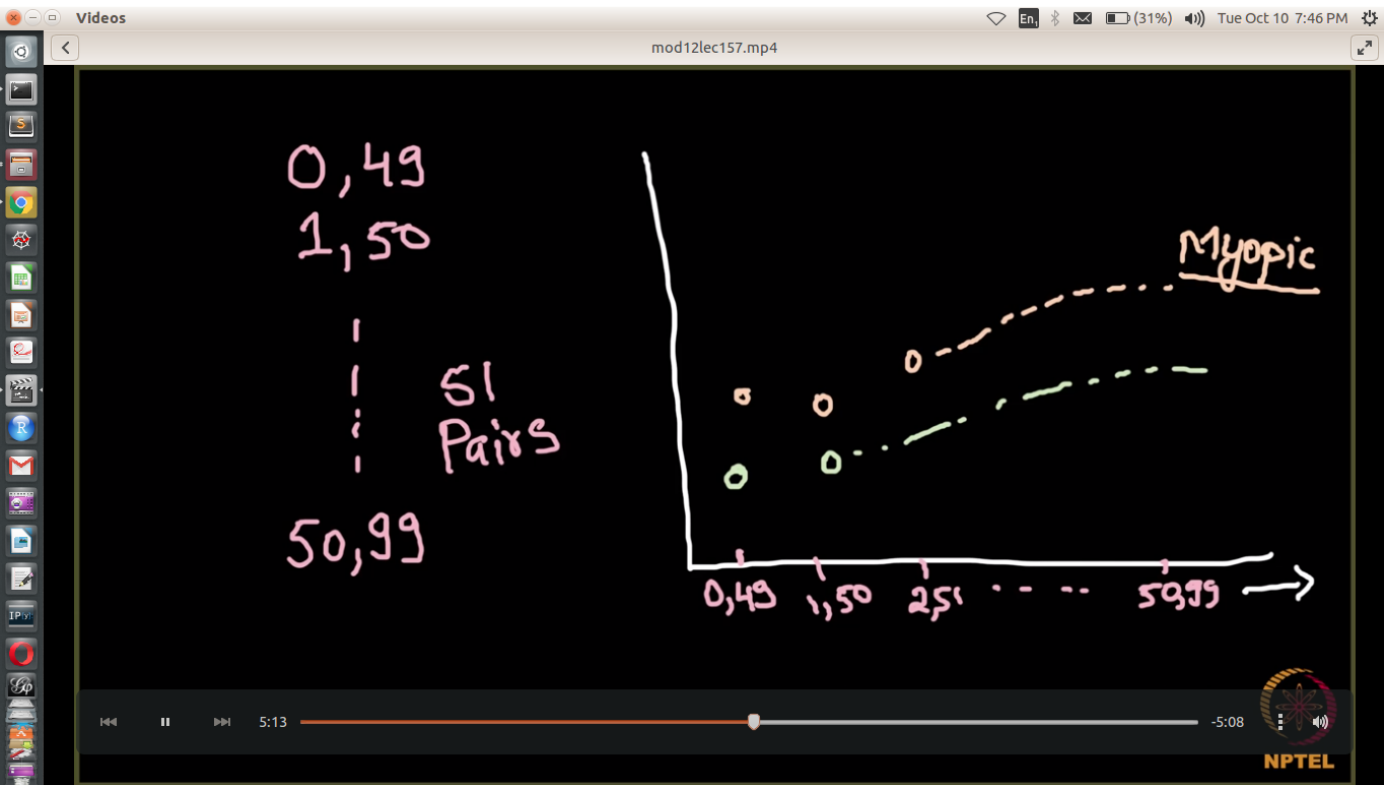 Videos
En1
(31%)
Tue Oct 10 7:46 PM
mod12lec157.mp4
0,49
1,50
51
Pairs
50,99
Myopic
0,49 1,50 2,51 50,99
5:13
-5:08
NPTEL